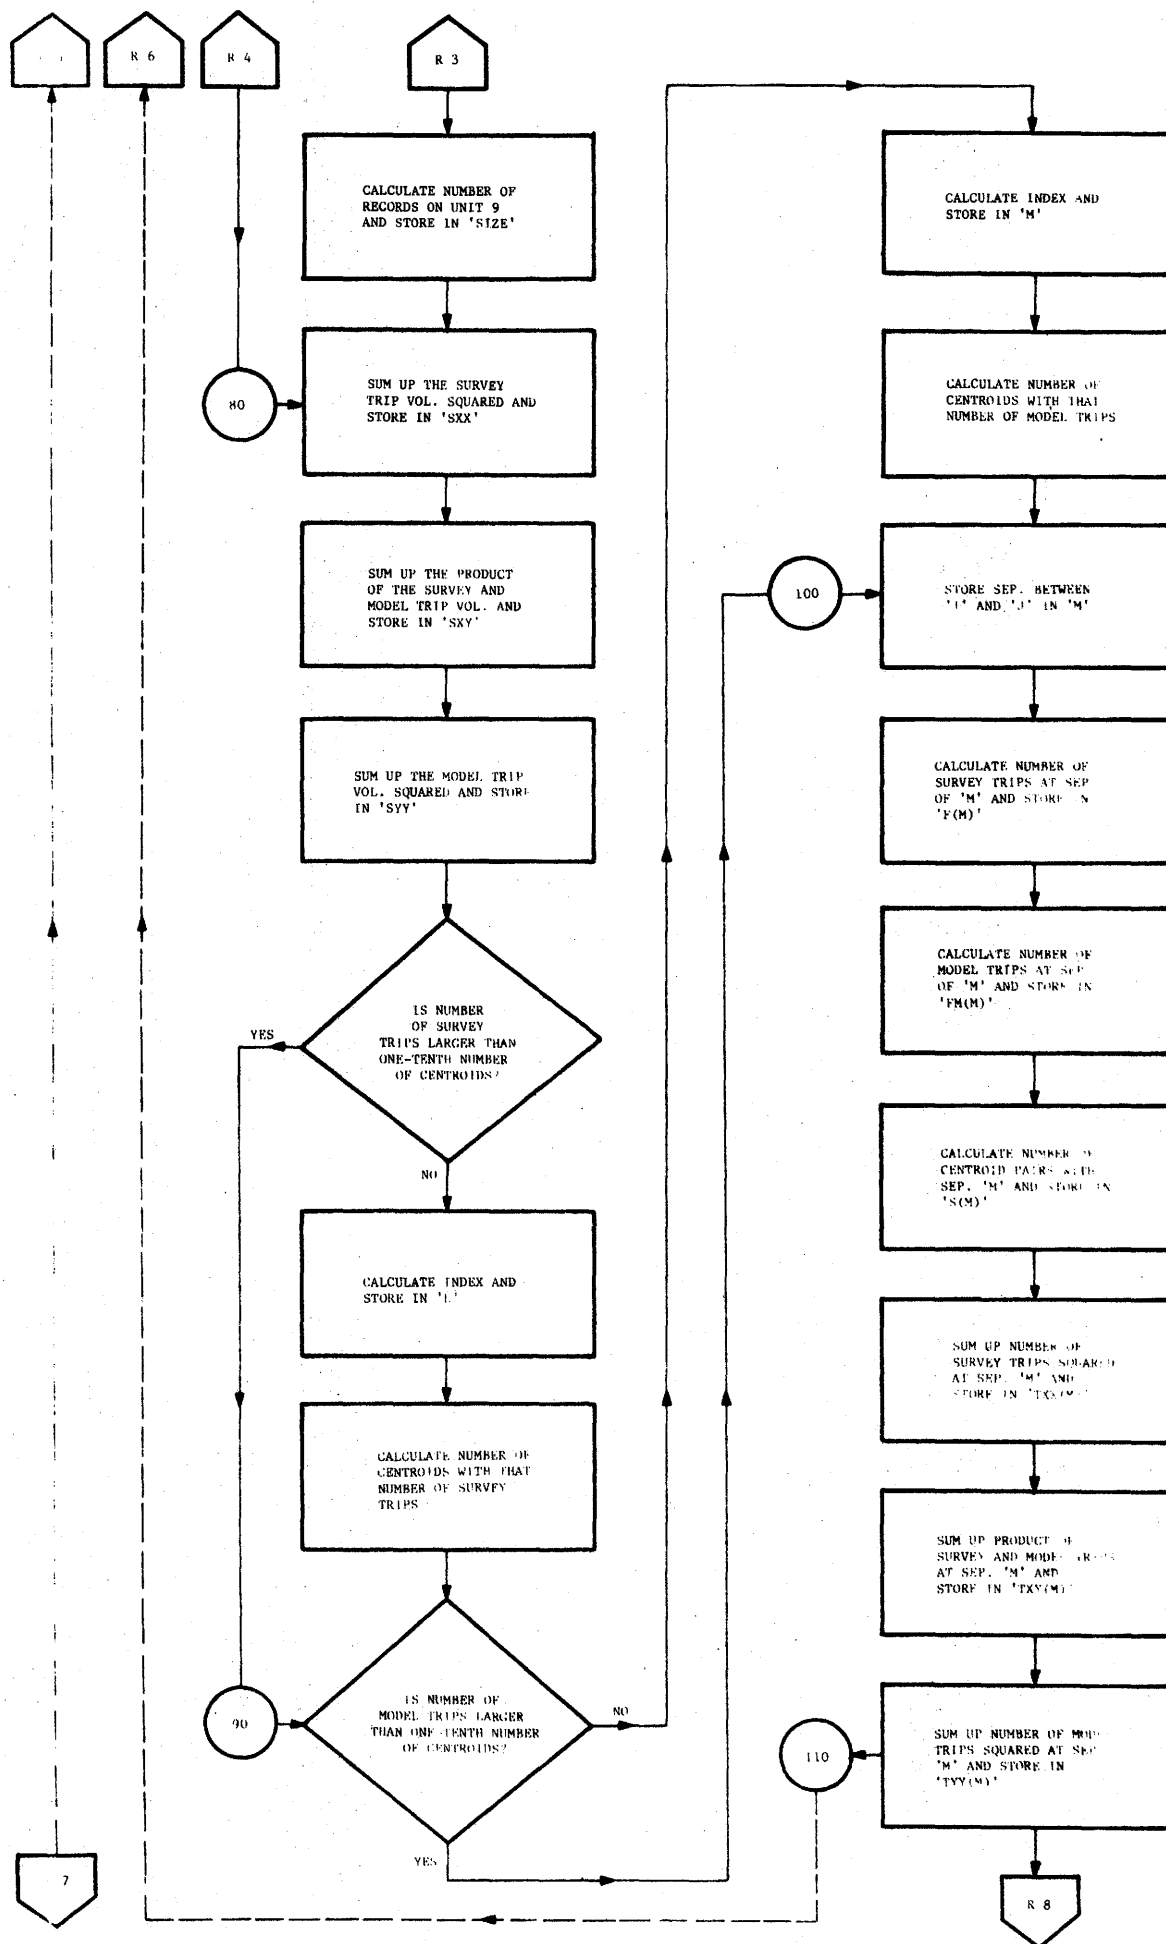 R 6
R 4
R 3
CALCULATE NUMBER OF
RECORDS ON UNIT 9
AND STORE IN 'SIZE'
80
SUM UP THE SURVEY
TRIP VOL. SQUARED AND
STORE IN 'SXX'
SUM UP THE PRODUCT
OF THE SURVEY AND
MODEL TRIP VOL. AND
STORE IN 'SXY'
SUM UP THE MODEL TRIP
VOL. SQUARED AND STORE
IN 'SYY'
IS NUMBER
OF SURVEY
TRIPS LARGER THAN
ONE-TENTH NUMBER
OF CENTROIDS?
YES
NO
CALCULATE INDEX AND
STORE IN 'L'
CALCULATE NUMBER OF
CENTROIDS WITH THAT
NUMBER OF SURVEY
TRIPS
90
IS NUMBER OF
MODEL TRIPS LARGER
THAN ONE-TENTH NUMBER
OF CENTROIDS?
NO
YES
7
CALCULATE INDEX AND
STORE IN 'M'
CALCULATE NUMBER OF
CENTROIDS WITH THAT
NUMBER OF MODEL TRIPS
100
STORE SEP. BETWEEN
'I' AND 'J' IN 'M'
CALCULATE NUMBER OF
SURVEY TRIPS AT SEP
OF 'M' AND STORE IN
'F(M)'
CALCULATE NUMBER OF
MODEL TRIPS AT SEP
OF 'M' AND STORE IN
'FM(M)'
CALCULATE NUMBER OF
CENTROID PAIRS WITH
SEP. 'M' AND STORE IN
'S(M)'
SUM UP NUMBER OF
SURVEY TRIPS SQUARED
AT SEP. 'M' AND
STORE IN 'TXX(M)'
SUM UP PRODUCT OF
SURVEY AND MODEL TRIPS
AT SEP. 'M' AND
STORE IN 'TXY(M)'
SUM UP NUMBER OF
TRIPS SQUARED AT SEP
'M' AND STORE IN
'TYY(M)'
110
R 8